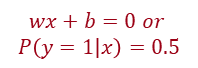 wx + b = 0 or
P(y = 1|x) = 0.5